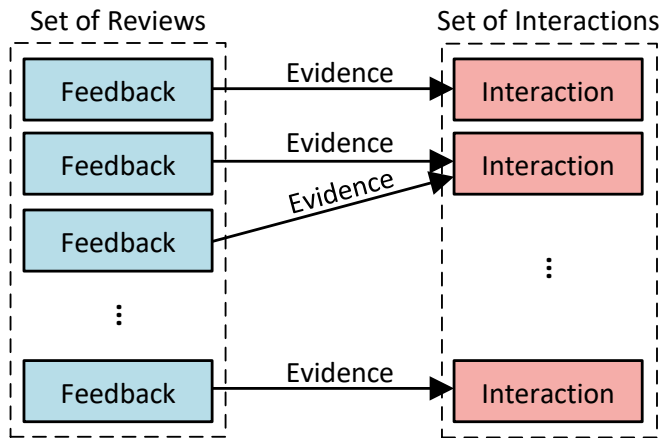 Set of Reviews
Set of Interactions
Feedback
Evidence
Interaction
Feedback
Evidence
Interaction
Feedback
Evidence
...
...
Feedback
Evidence
Interaction